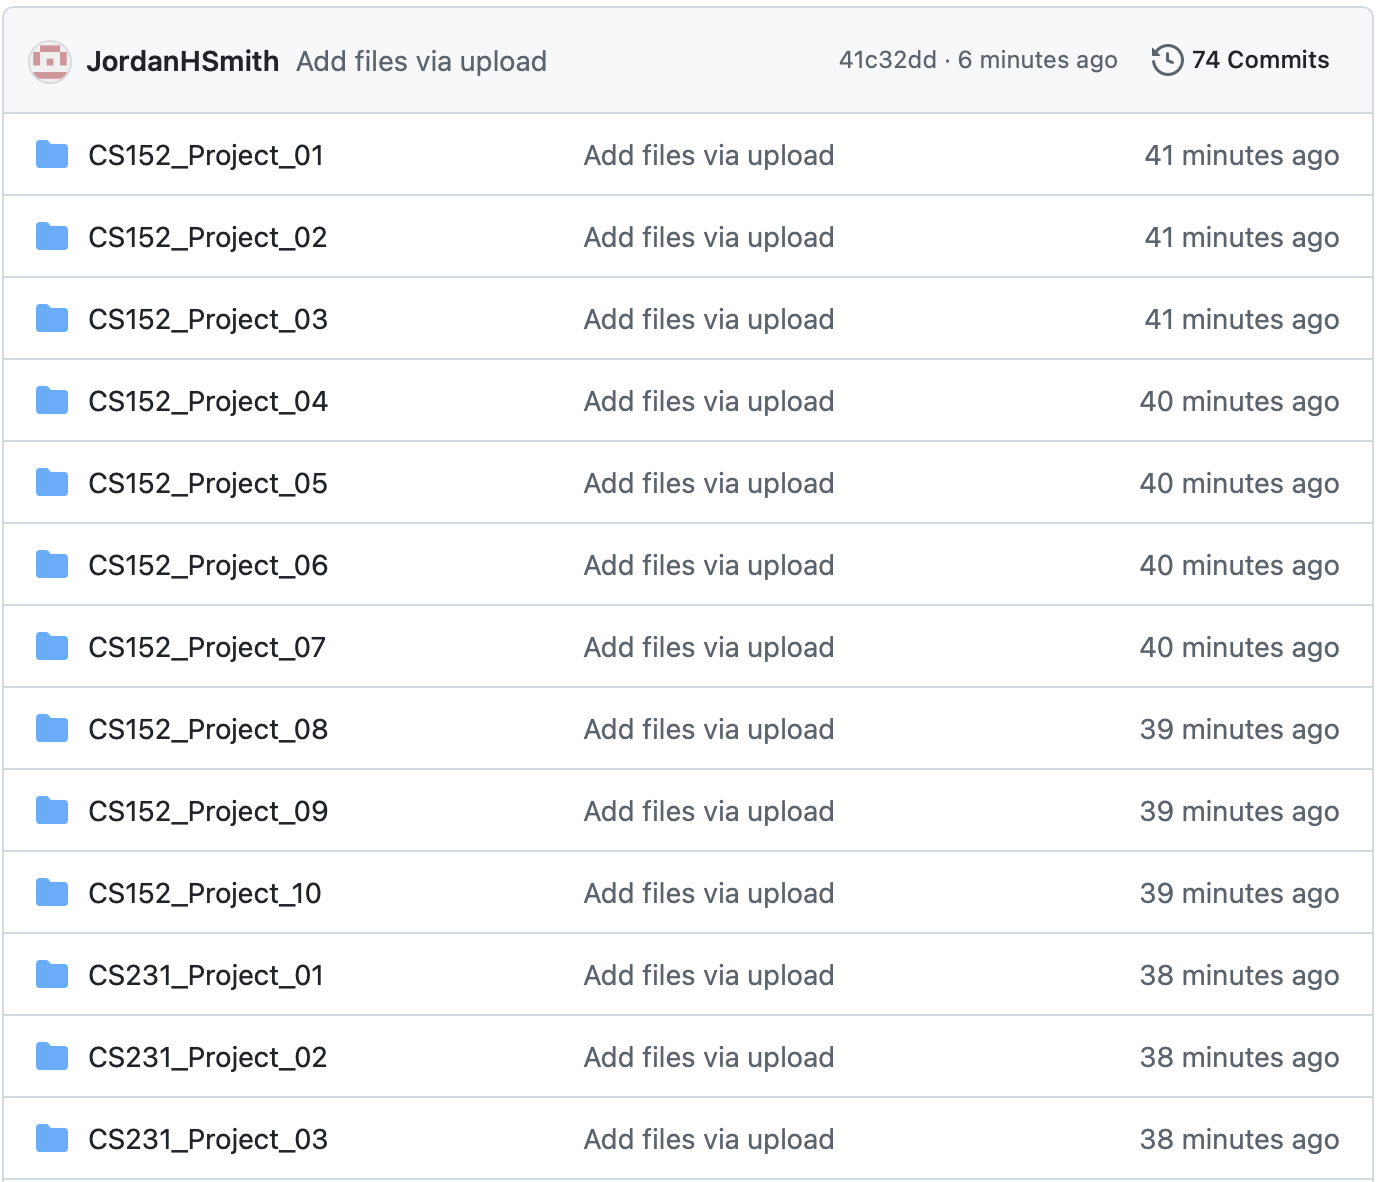 JordanHSmith Add files via upload 41c32dd · 6 minutes ago 74 Commits
CS152_Project_01 Add files via upload 41 minutes ago
CS152_Project_02 Add files via upload 41 minutes ago
CS152_Project_03 Add files via upload 41 minutes ago
CS152_Project_04 Add files via upload 40 minutes ago
CS152_Project_05 Add files via upload 40 minutes ago
CS152_Project_06 Add files via upload 40 minutes ago
CS152_Project_07 Add files via upload 40 minutes ago
CS152_Project_08 Add files via upload 39 minutes ago
CS152_Project_09 Add files via upload 39 minutes ago
CS152_Project_10 Add files via upload 39 minutes ago
CS231_Project_01 Add files via upload 38 minutes ago
CS231_Project_02 Add files via upload 38 minutes ago
CS231_Project_03 Add files via upload 38 minutes ago